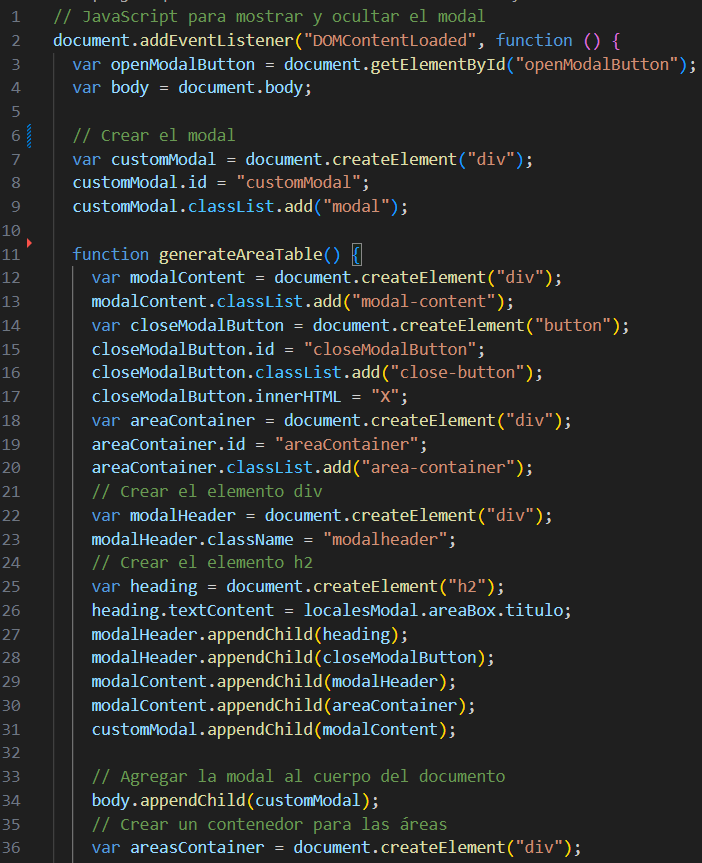 1 // JavaScript para mostrar y ocultar el modal
2 document.addEventListener("DOMContentLoaded", function () {
3 var openModalButton = document.getElementById("openModalButton");
4 var body = document.body;
5
6 // Crear el modal
7 var customModal = document.createElement("div");
8 customModal.id = "customModal";
9 customModal.classList.add("modal");
10
11 function generateAreaTable() {
12 var modalContent = document.createElement("div");
13 modalContent.classList.add("modal-content");
14 var closeModalButton = document.createElement("button");
15 closeModalButton.id = "closeModalButton";
16 closeModalButton.classList.add("close-button");
17 closeModalButton.innerHTML = "X";
18 var areaContainer = document.createElement("div");
19 areaContainer.id = "areaContainer";
20 areaContainer.classList.add("area-container");
21 // Crear el elemento div
22 var modalHeader = document.createElement("div");
23 modalHeader.className = "modalheader";
24 // Crear el elemento h2
25 var heading = document.createElement("h2");
26 heading.textContent = localesModal.areaBox.titulo;
27 modalHeader.appendChild(heading);
28 modalHeader.appendChild(closeModalButton);
29 modalContent.appendChild(modalHeader);
30 modalContent.appendChild(areaContainer);
31 customModal.appendChild(modalContent);
32
33 // Agregar la modal al cuerpo del documento
34 body.appendChild(customModal);
35 // Crear un contenedor para las áreas
36 var areasContainer = document.createElement("div");